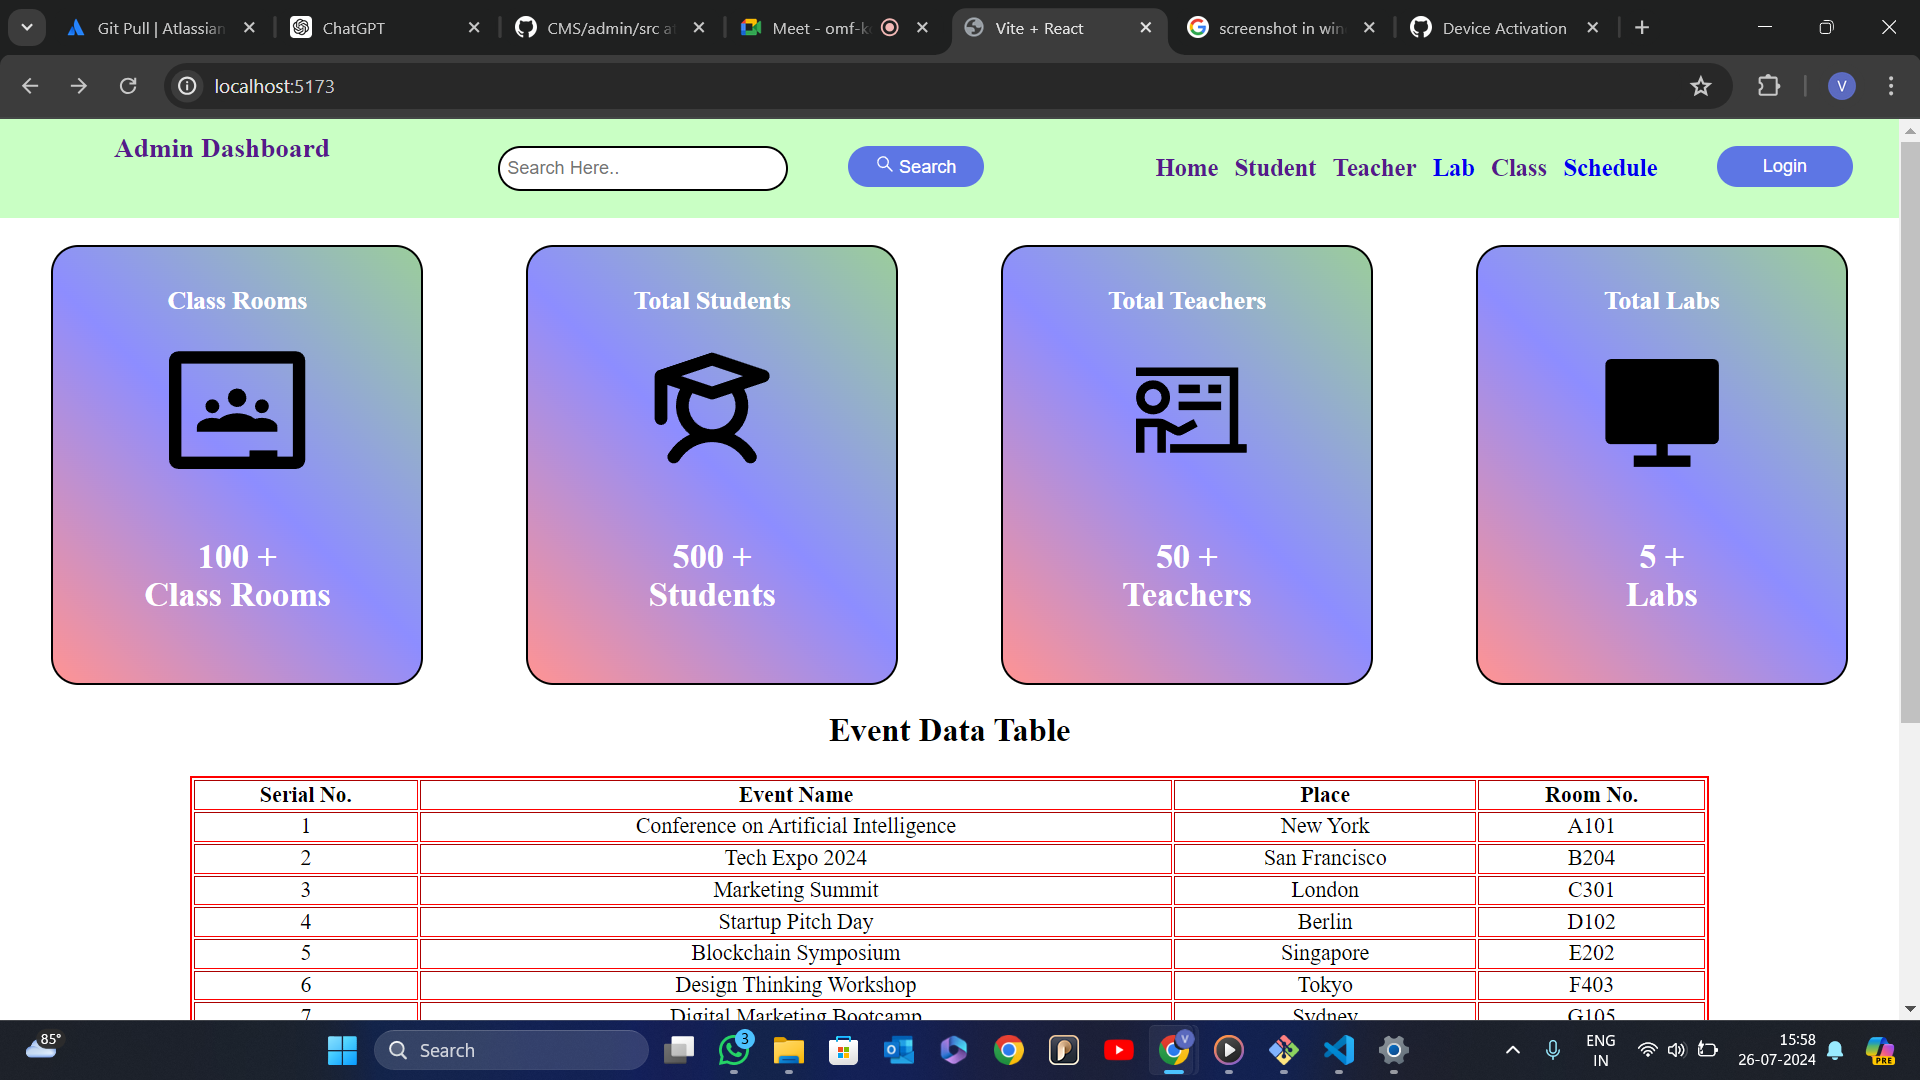 Git Pull | Atlassian
ChatGPT
CMS/admin/src at
Meet - omf-k
Vite + React
screenshot in win
Device Activation
localhost:5173
V
Admin Dashboard
Search Here..
Search
Home Student Teacher Lab Class Schedule
Login
Class Rooms
100 +
Class Rooms
Total Students
500 +
Students
Total Teachers
50 +
Teachers
Total Labs
5 +
Labs
Event Data Table
Serial No. Event Name Place Room No.
1 Conference on Artificial Intelligence New York A101
2 Tech Expo 2024 San Francisco B204
3 Marketing Summit London C301
4 Startup Pitch Day Berlin D102
5 Blockchain Symposium Singapore E202
6 Design Thinking Workshop Tokyo F403
7 Digital Marketing Bootcamp Sydney G105
85°
Search
3
V
ENG
IN
15:58
26-07-2024
PRE